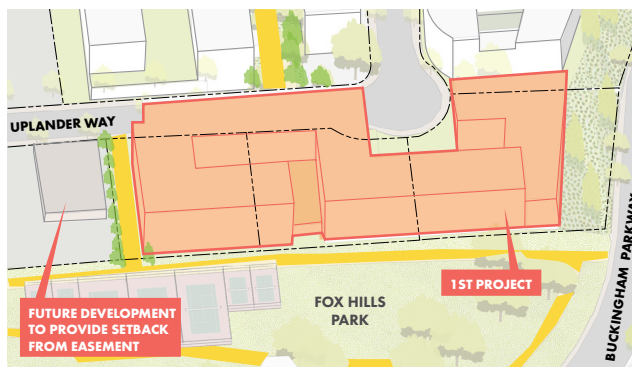 UPLANDER WAY
BUCKINGHAM PARKWAY
1ST PROJECT
FOX HILLS
PARK
FUTURE DEVELOPMENT
TO PROVIDE SETBACK
FROM EASEMENT